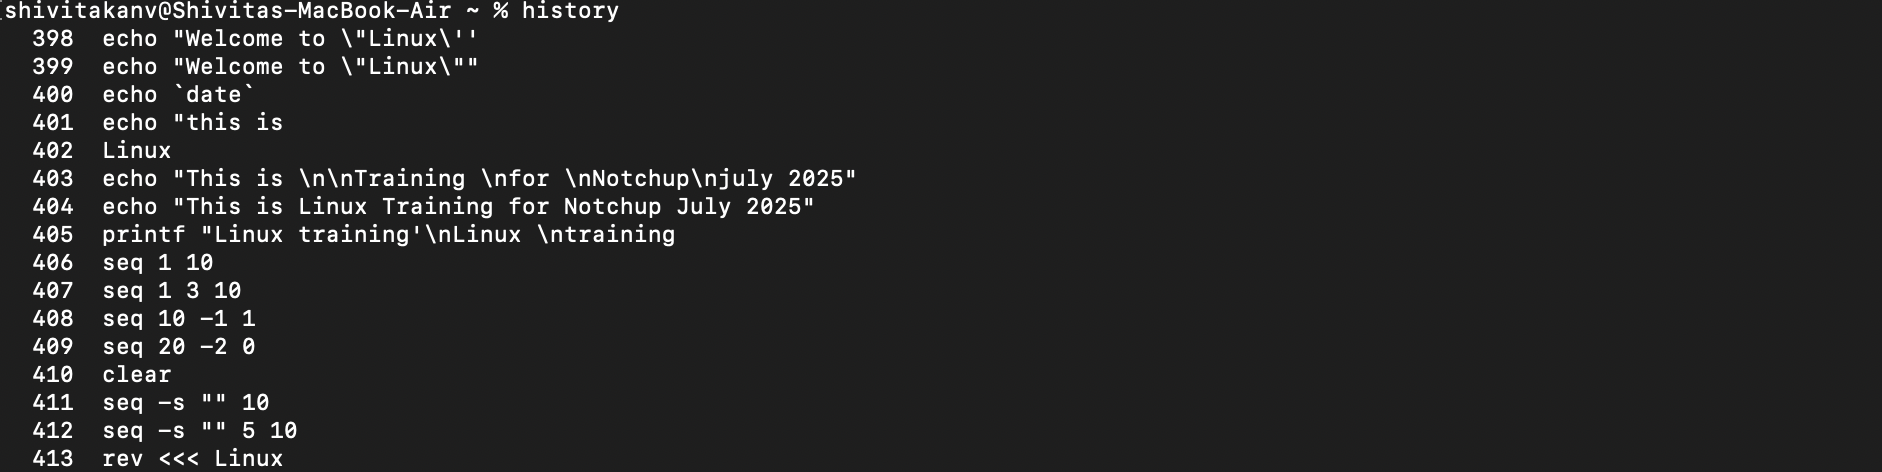 shivitakanv@Shivitas-MacBook-Air ~ % history
398 echo "Welcome to \"Linux\''
399 echo "Welcome to \"Linux\""
400 echo `date`
401 echo "this is
402 Linux
403 echo "This is \n\nTraining \nfor \nNotchup\njuly 2025"
404 echo "This is Linux Training for Notchup July 2025"
405 printf "Linux training'\nLinux \ntraining
406 seq 1 10
407 seq 1 3 10
408 seq 10 -1 1
409 seq 20 -2 0
410 clear
411 seq -s "" 10
412 seq -s "" 5 10
413 rev <<< Linux